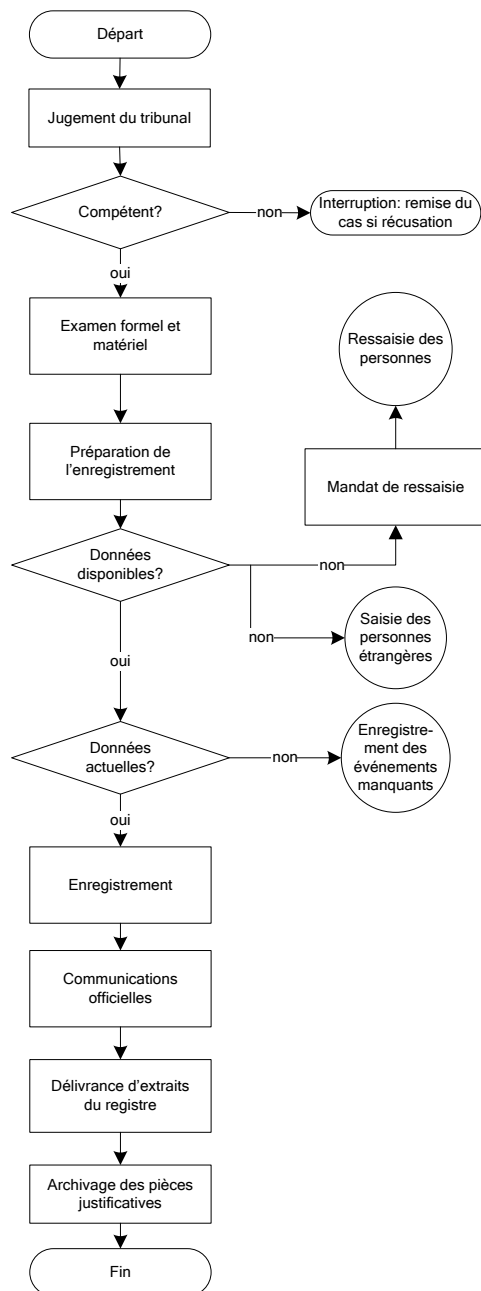 Départ
Jugement du tribunal
Compétent?
non
Interruption: remise du
cas si récusation
oui
Examen formel et
matériel
Ressaisie des
personnes
Préparation de
l'enregistrement
Mandat de ressaisie
Données
disponibles?
non
non
Saisie des
personnes
étrangères
oui
Données
actuelles?
non
Enregistre-
ment des
événements
manquants
oui
Enregistrement
Communications
officielles
Délivrance d'extraits
du registre
Archivage des pièces
justificatives
Fin